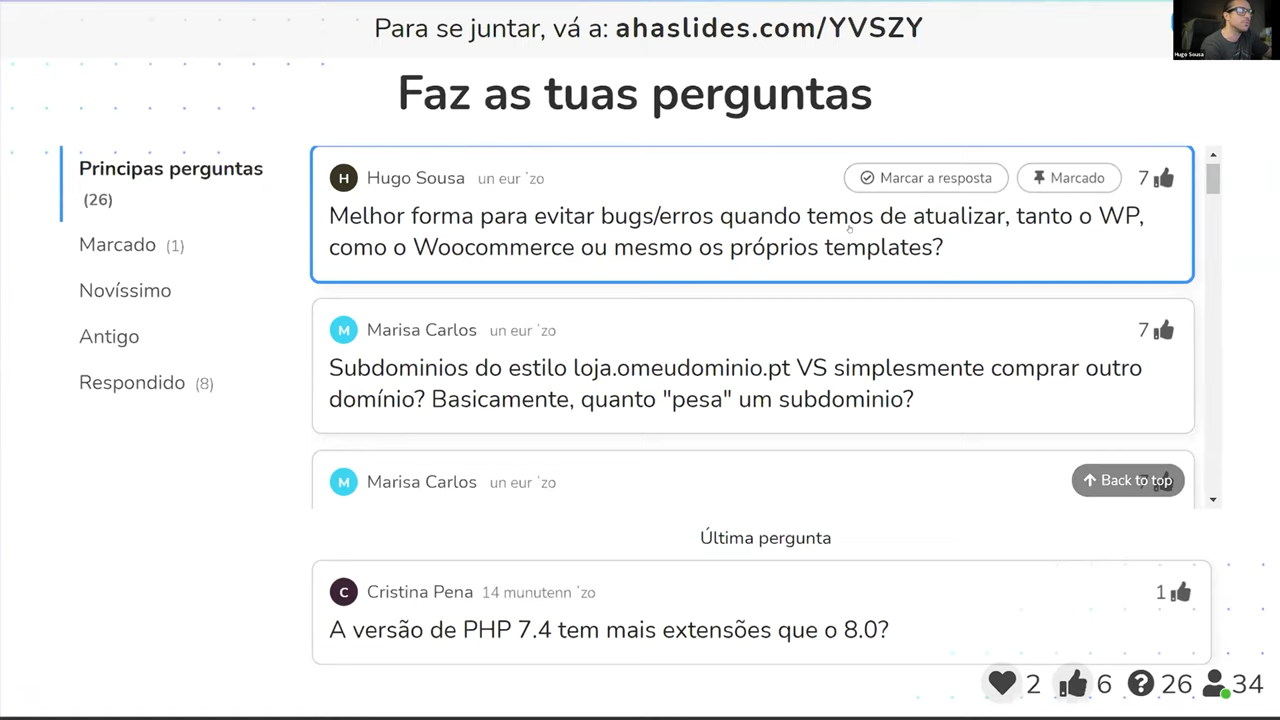 Para se juntar, vá a: ahaslides.com/YVSZY
Hugo Sousa
Faz as tuas perguntas
Principas perguntas
(26)
Marcado (1)
Novíssimo
Antigo
Respondido (8)
H Hugo Sousa un eur `zo Marcar a resposta Marcado 7
Melhor forma para evitar bugs/erros quando temos de atualizar, tanto o WP,
como o Woocommerce ou mesmo os próprios templates?
M Marisa Carlos un eur `zo 7
Subdominios do estilo loja.omeudominio.pt VS simplesmente comprar outro
domínio? Basicamente, quanto "pesa" um subdominio?
M Marisa Carlos un eur `zo 7
Back to top
Última pergunta
C Cristina Pena 14 munutenn `zo 1
A versão de PHP 7.4 tem mais extensões que o 8.0?
2 6 ? 26 34